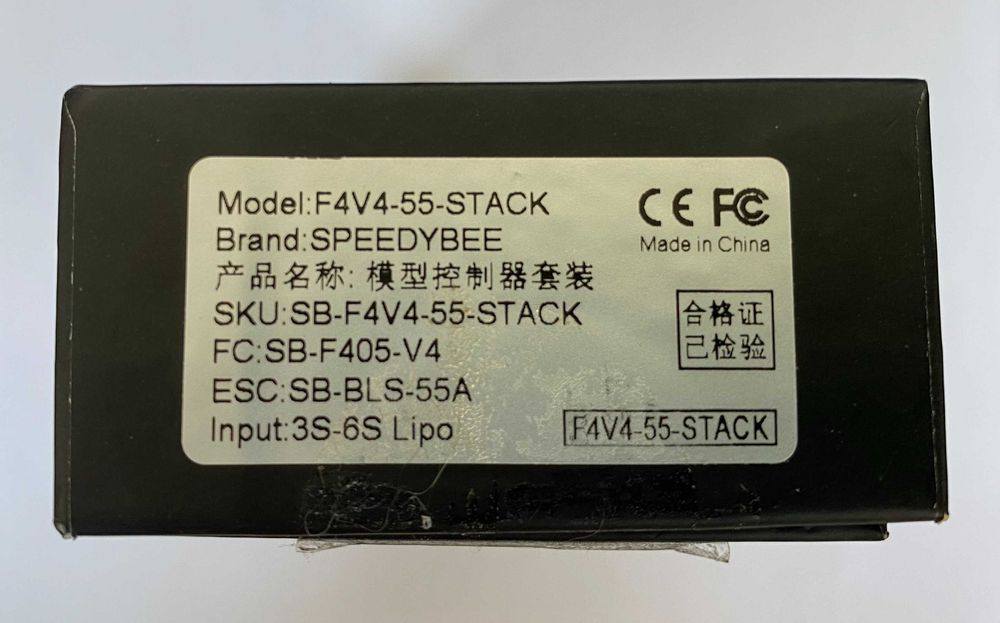 Model:F4V4-55-STACK
Brand:SPEEDYBEE
产品名称: 模型控制器套装
SKU:SB-F4V4-55-STACK
FC:SB-F405-V4
ESC:SB-BLS-55A
Input:3S-6S Lipo
CE FC
Made in China
合格证
已检验
F4V4-55-STACK